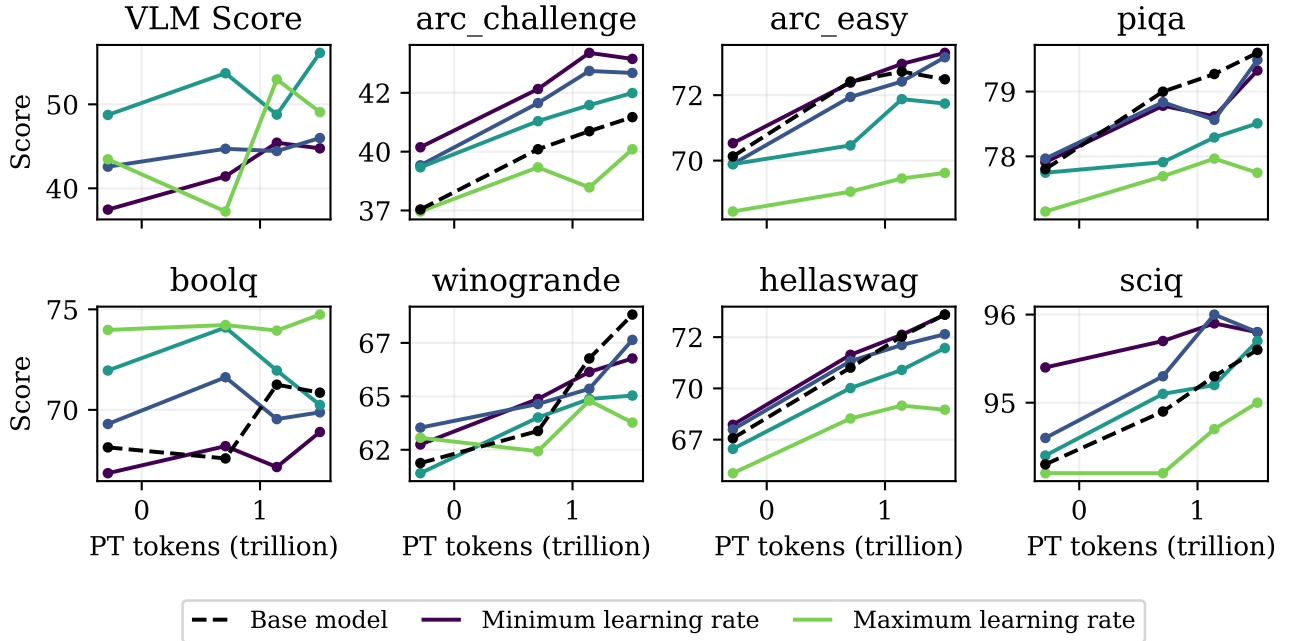 VLM Score
arc_challenge
arc_easy
piqa
Score
50
40
42
40
37
72
70
79
78
boolq
winogrande
hellaswag
sciq
Score
75
70
67
65
62
72
70
67
96
95
0 1
0 1
0 1
0 1
PT tokens (trillion)
PT tokens (trillion)
PT tokens (trillion)
PT tokens (trillion)
Base model
Minimum learning rate
Maximum learning rate